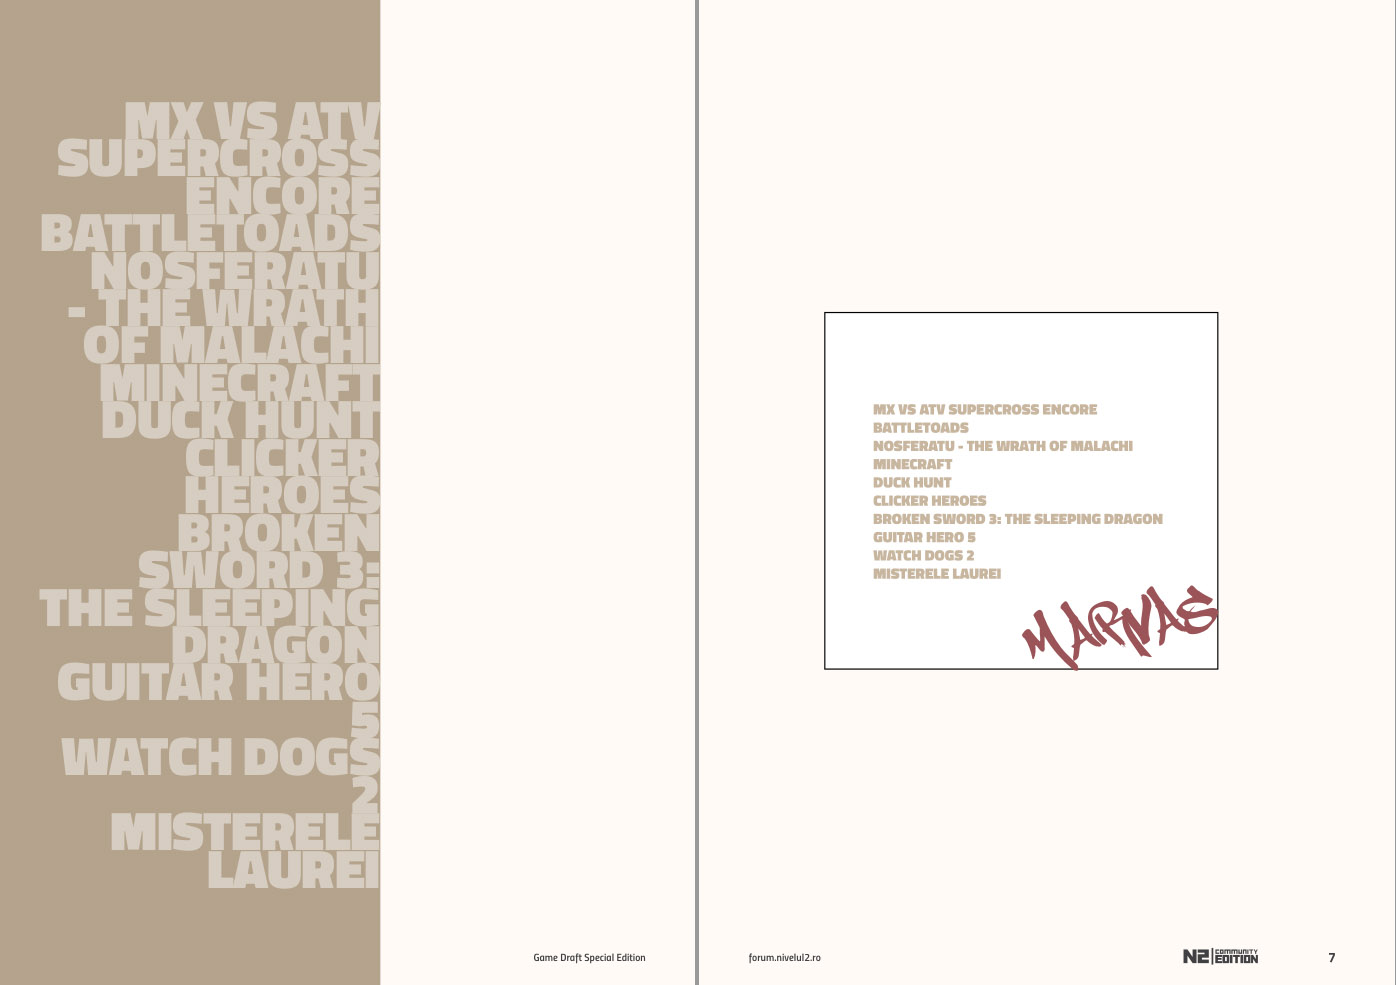 MX VS ATV
SUPERCROSS
ENCORE
BATTLETOADS
NOSFERATU
- THE WRATH
OF MALACHI
MINECRAFT
DUCK HUNT
CLICKER
HEROES
BROKEN
SWORD 3:
THE SLEEPING
DRAGON
GUITAR HERO
5
WATCH DOGS
2
MISTERELE
LAUREI
Game Draft Special Edition
MX VS ATV SUPERCROSS ENCORE
BATTLETOADS
NOSFERATU - THE WRATH OF MALACHI
MINECRAFT
DUCK HUNT
CLICKER HEROES
BROKEN SWORD 3: THE SLEEPING DRAGON
GUITAR HERO 5
WATCH DOGS 2
MISTERELE LAUREI
MARVAS
forum.nivelul2.ro
N2 COMMUNITY EDITION
7